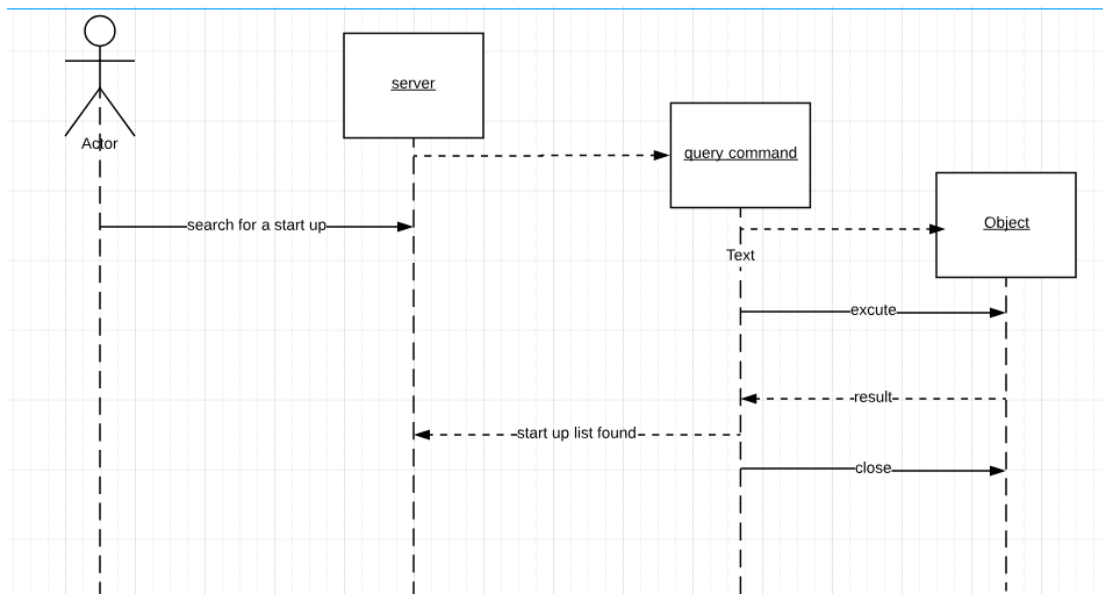 server
Actor
query command
search for a start up
Object
Text
excute
result
start up list found
close